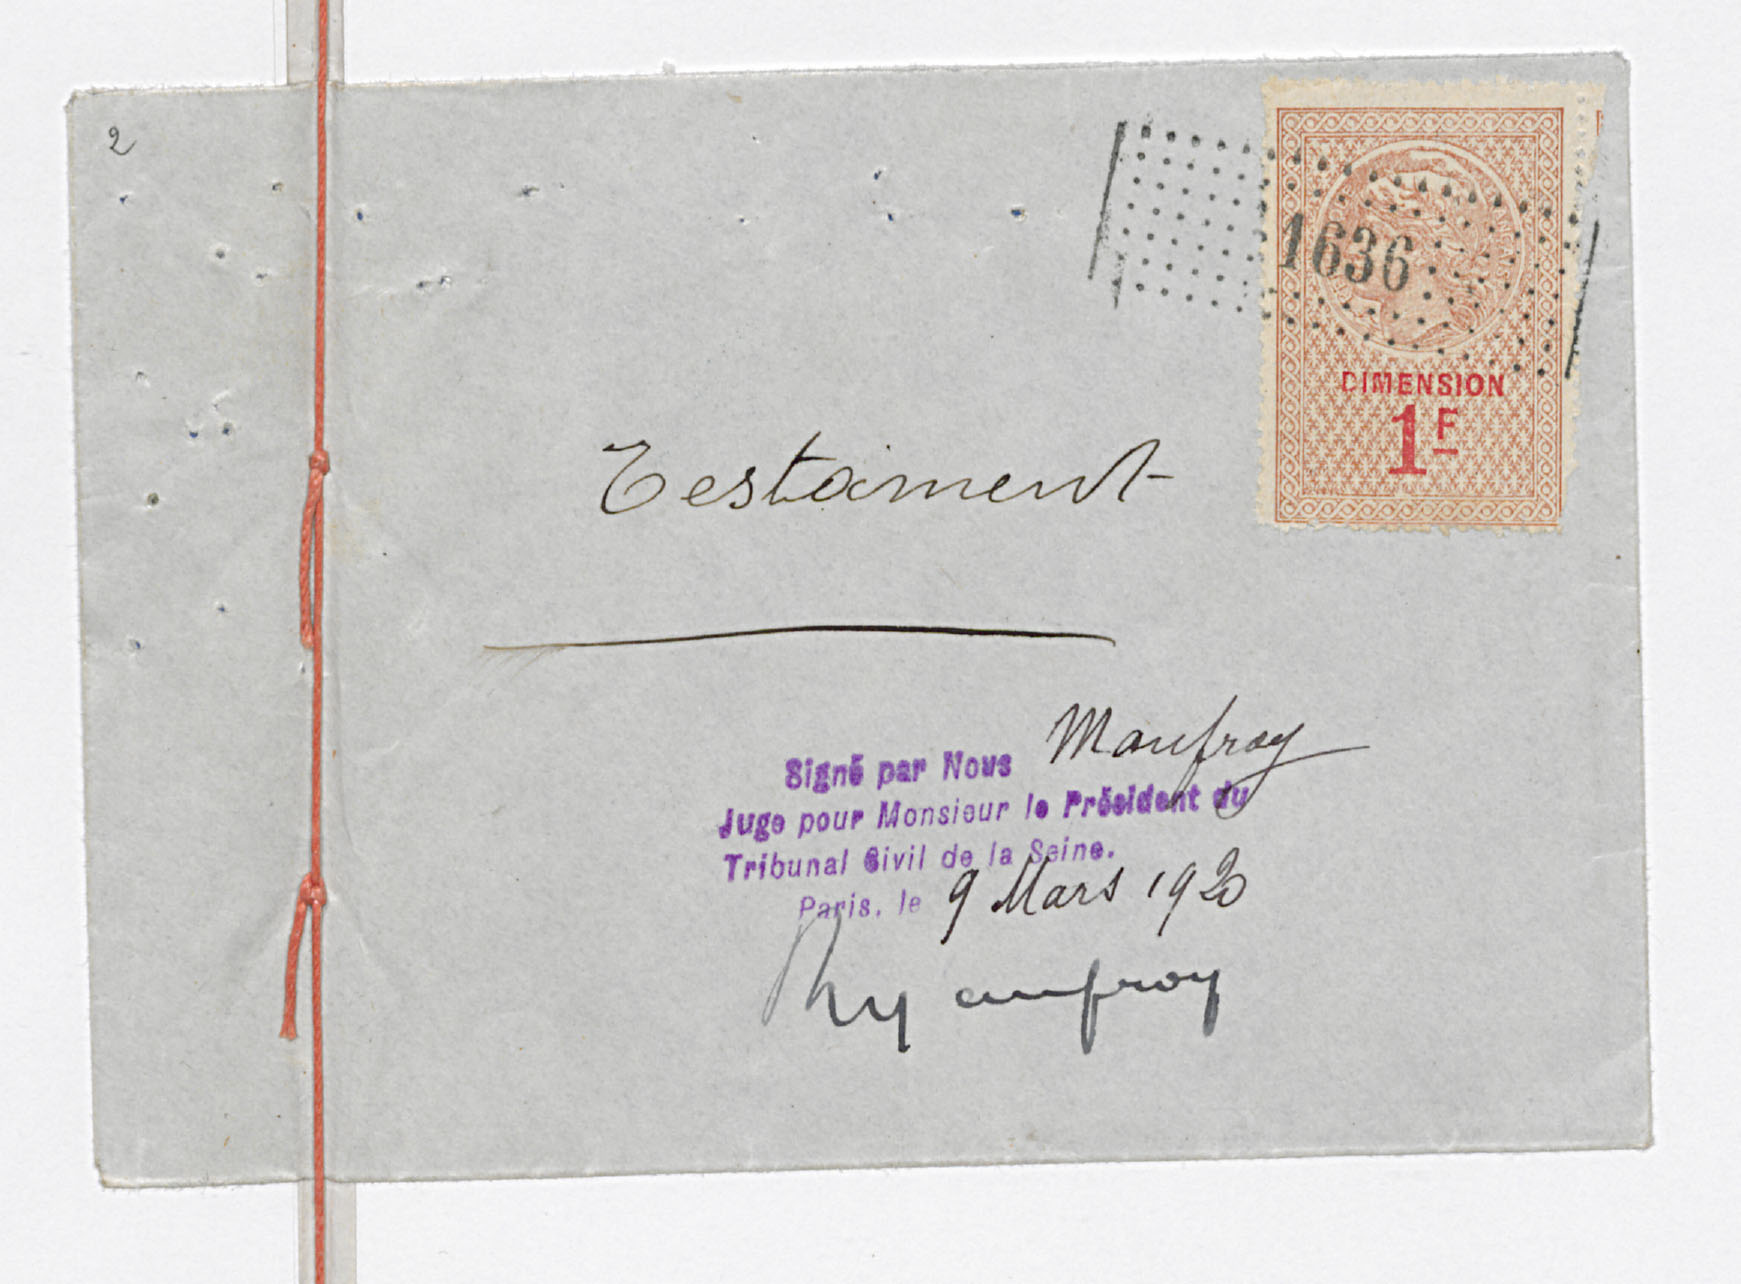 2
1636
DIMENSION
1F
Testament
Signé par Nous Maufroy
Juge pour Monsieur le Président du
Tribunal Civil de la Seine.
Paris, le 9 Mars 1920
Maufroy